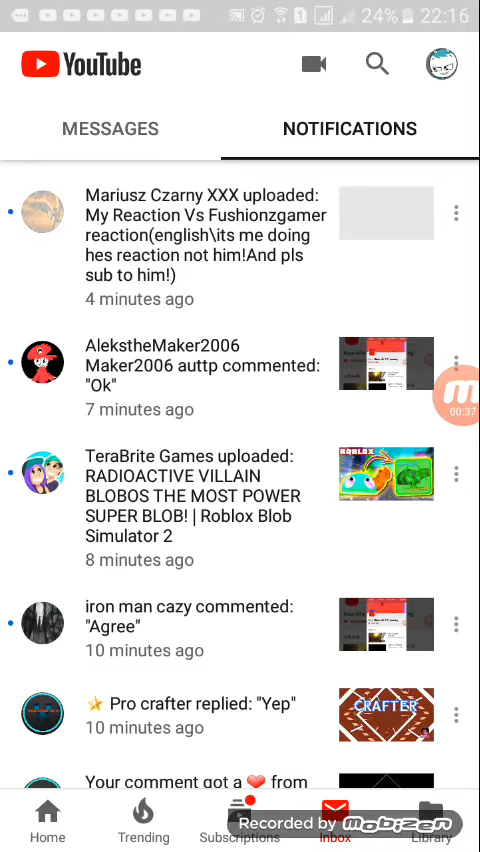 24% 22:16
YouTube
MESSAGES NOTIFICATIONS
Mariusz Czarny XXX uploaded:
My Reaction Vs Fushionzgamer
reaction(english\its me doing
hes reaction not him!And pls
sub to him!)
4 minutes ago
AlekstheMaker2006
Maker2006 auttp commented:
"Ok"
7 minutes ago
00:37
TeraBrite Games uploaded:
RADIOACTIVE VILLAIN
BLOBOS THE MOST POWER
SUPER BLOB! | Roblox Blob
Simulator 2
8 minutes ago
ROBLOX
iron man cazy commented:
"Agree"
10 minutes ago
⭐ Pro crafter replied: "Yep"
10 minutes ago
CRAFTER
Your comment got a ❤ from
Home Trending Subscriptions Inbox Library
Recorded by mobizen